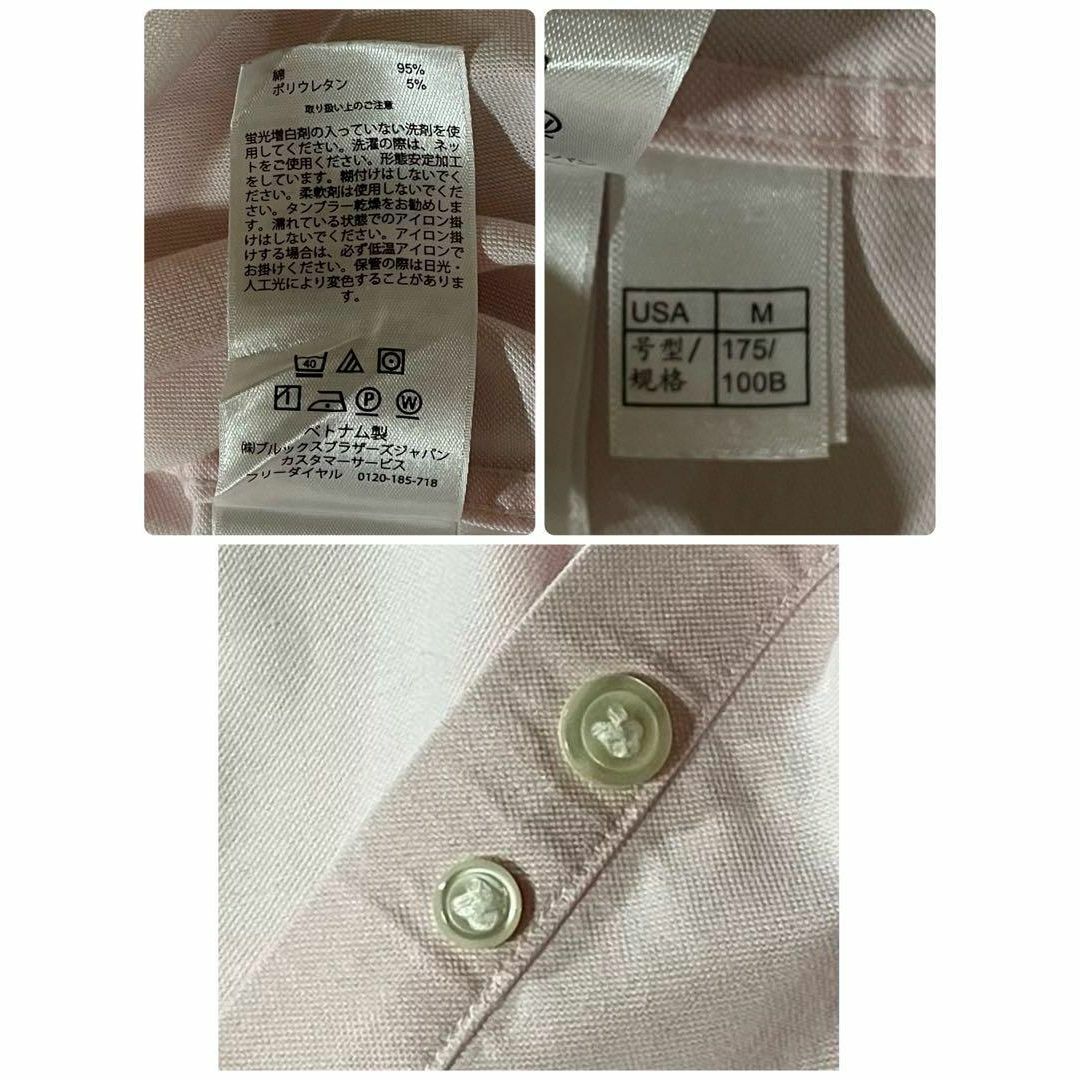 綿 95%
ポリウレタン 5%
取り扱い上のご注意
蛍光増白剤の入っていない洗剤を使
用してください。洗濯の際は、ネッ
トをご使用ください。形態安定加工
をしています。糊付けはしないでく
ださい。柔軟剤は使用しないでくだ
さい。タンブラー乾燥をお勧めしま
す。濡れている状態でのアイロン掛
けはしないでください。アイロン掛
けする場合は、必ず低温アイロンで
お掛けください。保管の際は日光・
人工光により変色することがありま
す。
40
P W
ベトナム製
㈱ブルックスブラザーズジャパン
カスタマーサービス
フリーダイヤル 0120-185-718
W
パン
USA M
号型/ 175/
规格 100B